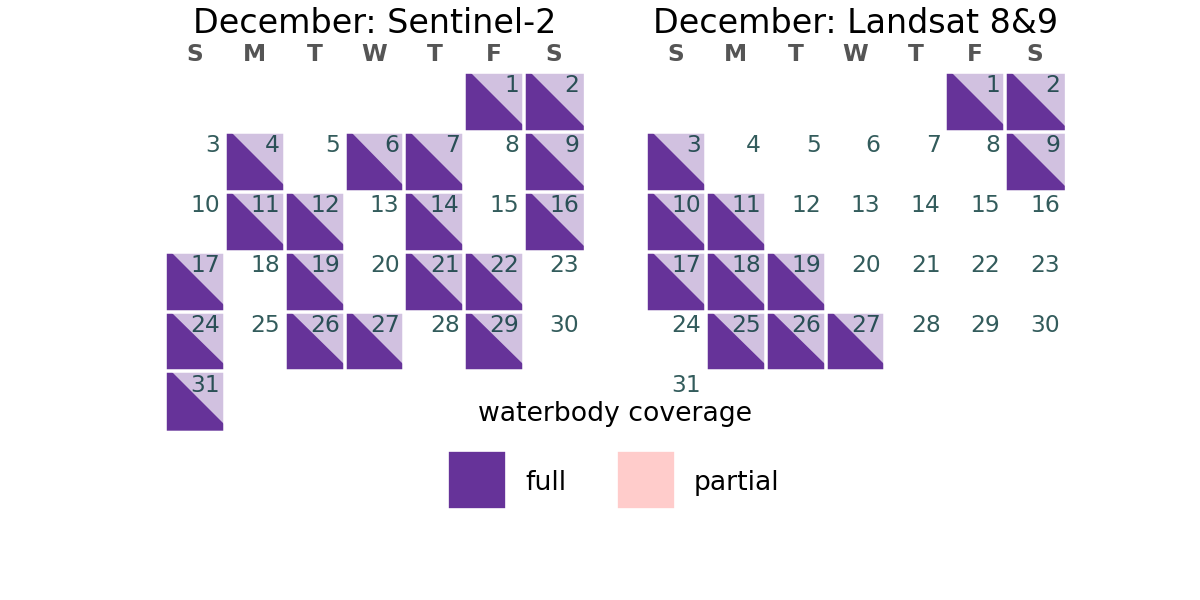 December: Sentinel-2
S M T W T F S
1 2
3 4 5 6 7 8 9
10 11 12 13 14 15 16
17 18 19 20 21 22 23
24 25 26 27 28 29 30
31
December: Landsat 8&9
S M T W T F S
1 2
3 4 5 6 7 8 9
10 11 12 13 14 15 16
17 18 19 20 21 22 23
24 25 26 27 28 29 30
31
waterbody coverage
full partial